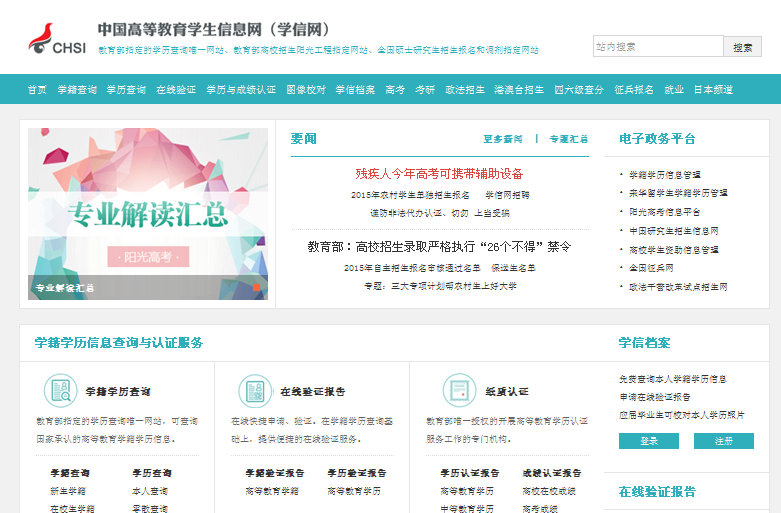 CHSI
中国高等教育学生信息网（学信网）
教育部指定的学历查询唯一网站、教育部高校招生阳光工程指定网站、全国硕士研究生招生报名和调剂指定网站
站内搜索 搜索
首页 学籍查询 学历查询 在线验证 学历与成绩认证 图像校对 学信档案 高考 考研 政法招生 港澳台招生 四六级查分 征兵报名 就业 日本频道
专业解读汇总
·阳光高考·
专业解读汇总
要闻 更多新闻 | 专题汇总
残疾人今年高考可携带辅助设备
2015年农村学生单独招生报名 学信网招聘
谨防非法代办认证、切勿 上当受骗
教育部：高校招生录取严格执行“26个不得”禁令
2015年自主招生报名审核通过名单 保送生名单
专题：三大专项计划帮农村生上好大学
电子政务平台
· 学籍学历信息管理
· 来华留学生学籍学历管理
· 阳光高考信息平台
· 中国研究生招生信息网
· 高校学生资助信息管理
· 全国征兵网
· 政法干警改革试点招生网
学籍学历信息查询与认证服务
学籍学历查询
教育部指定的学历查询唯一网站，可查询
国家承认的高等教育学籍学历信息。
学籍查询 学历查询
新生学籍 本人查询
在校生学籍 零散查询
在线验证报告
在线快捷申请、验证。在学籍学历查询基
础上，提供便捷的在线验证服务。
学籍验证报告 学历验证报告
高等教育学籍 高等教育学历
纸质认证
教育部唯一授权的开展高等教育学历认证
服务工作的专门机构。
学历认证报告 成绩认证报告
高等教育学历 高校在校成绩
中等教育学历 高考成绩
学信档案
免费查询本人学籍学历信息
申请在线验证报告
应届毕业生可校对本人学历照片
登录 注册
在线验证报告